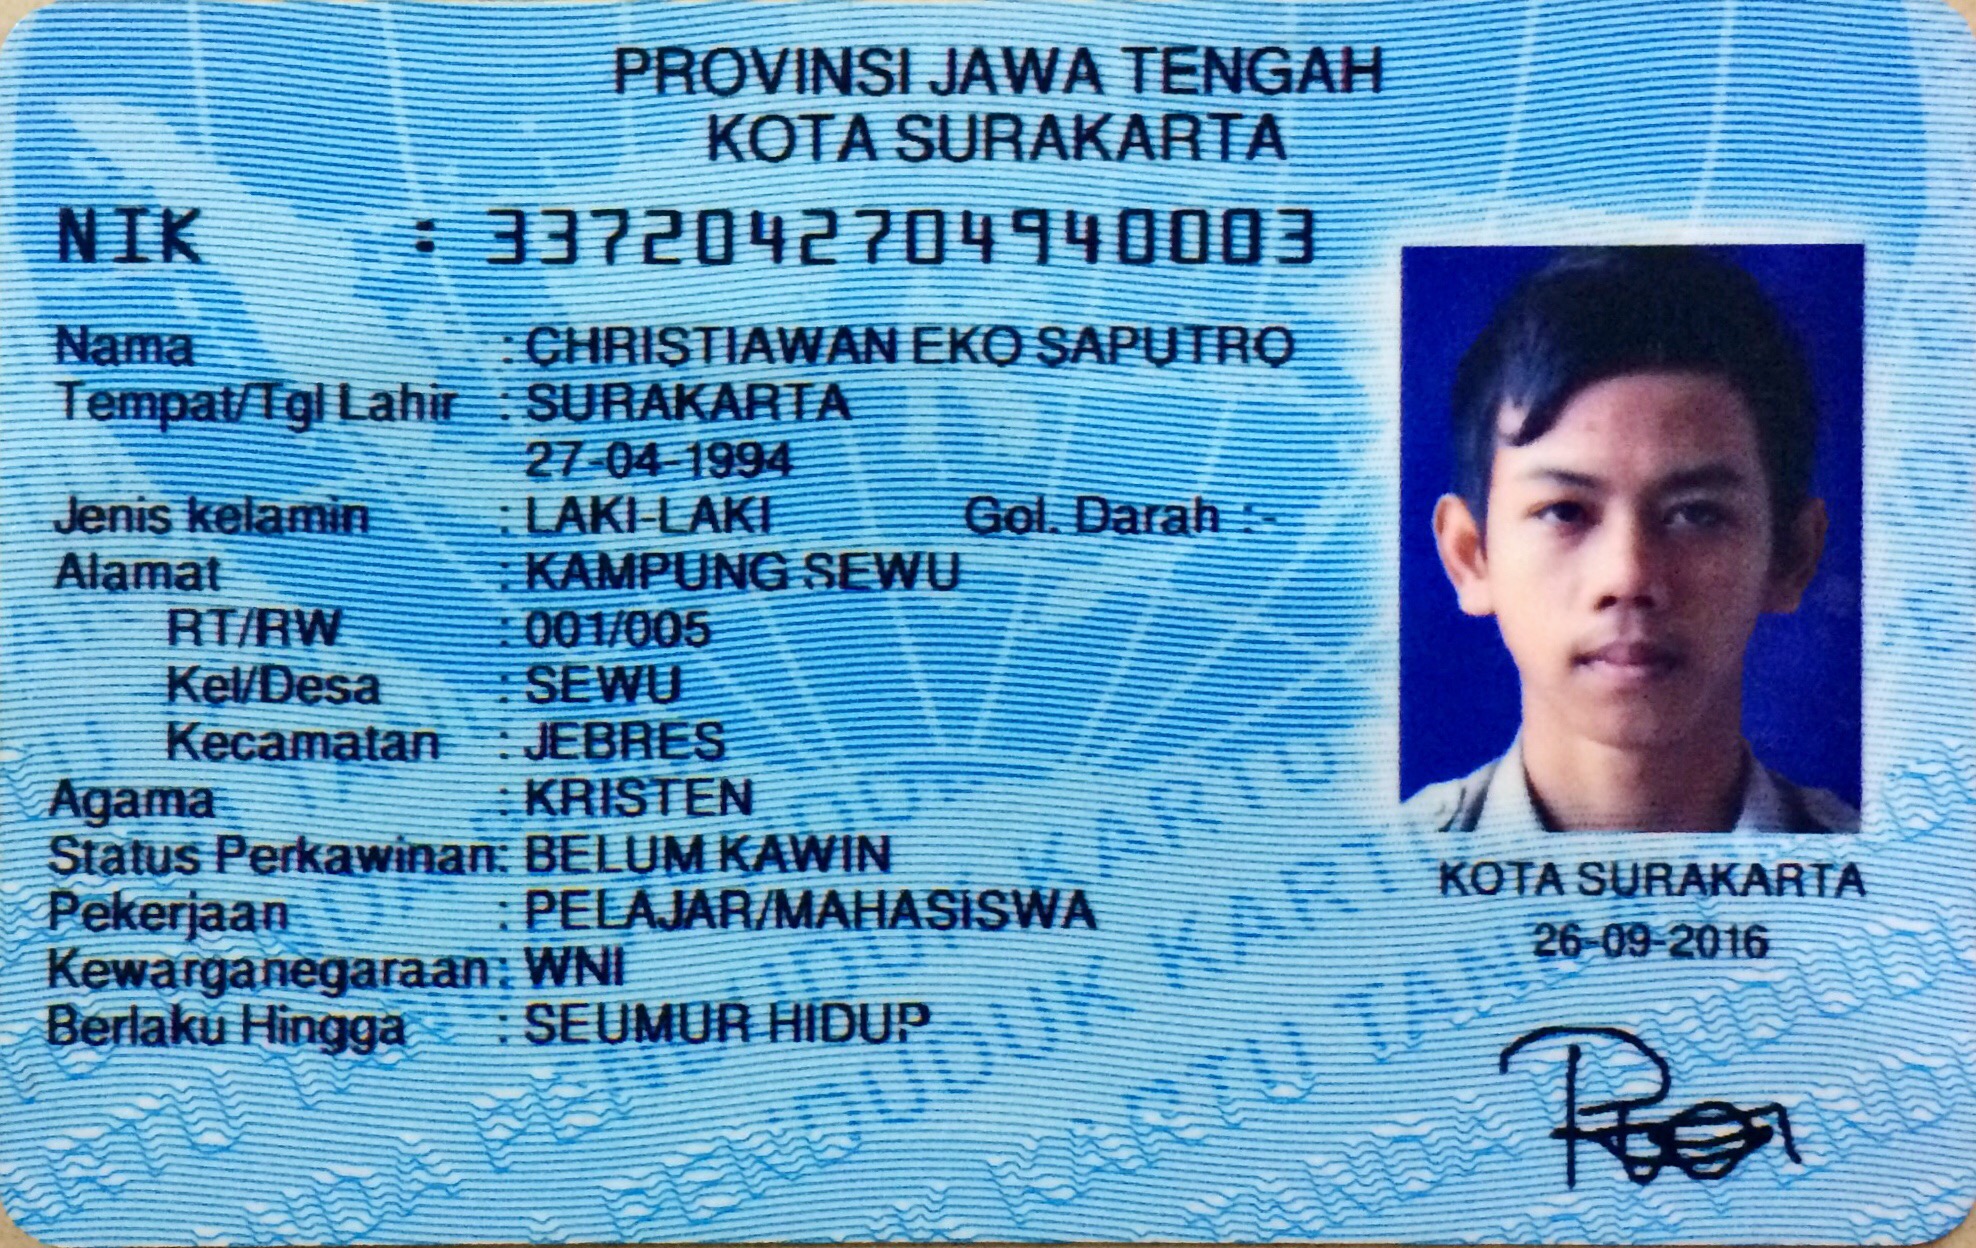 PROVINSI JAWA TENGAH
KOTA SURAKARTA
NIK : 3372042704940003
Nama : CHRISTIAWAN EKO SAPUTRO
Tempat/Tgl Lahir : SURAKARTA
27-04-1994
Jenis kelamin : LAKI-LAKI Gol. Darah :-
Alamat : KAMPUNG SEWU
RT/RW : 001/005
Kel/Desa : SEWU
Kecamatan : JEBRES
Agama : KRISTEN
Status Perkawinan: BELUM KAWIN
Pekerjaan : PELAJAR/MAHASISWA
Kewarganegaraan: WNI
Berlaku Hingga : SEUMUR HIDUP
KOTA SURAKARTA
26-09-2016